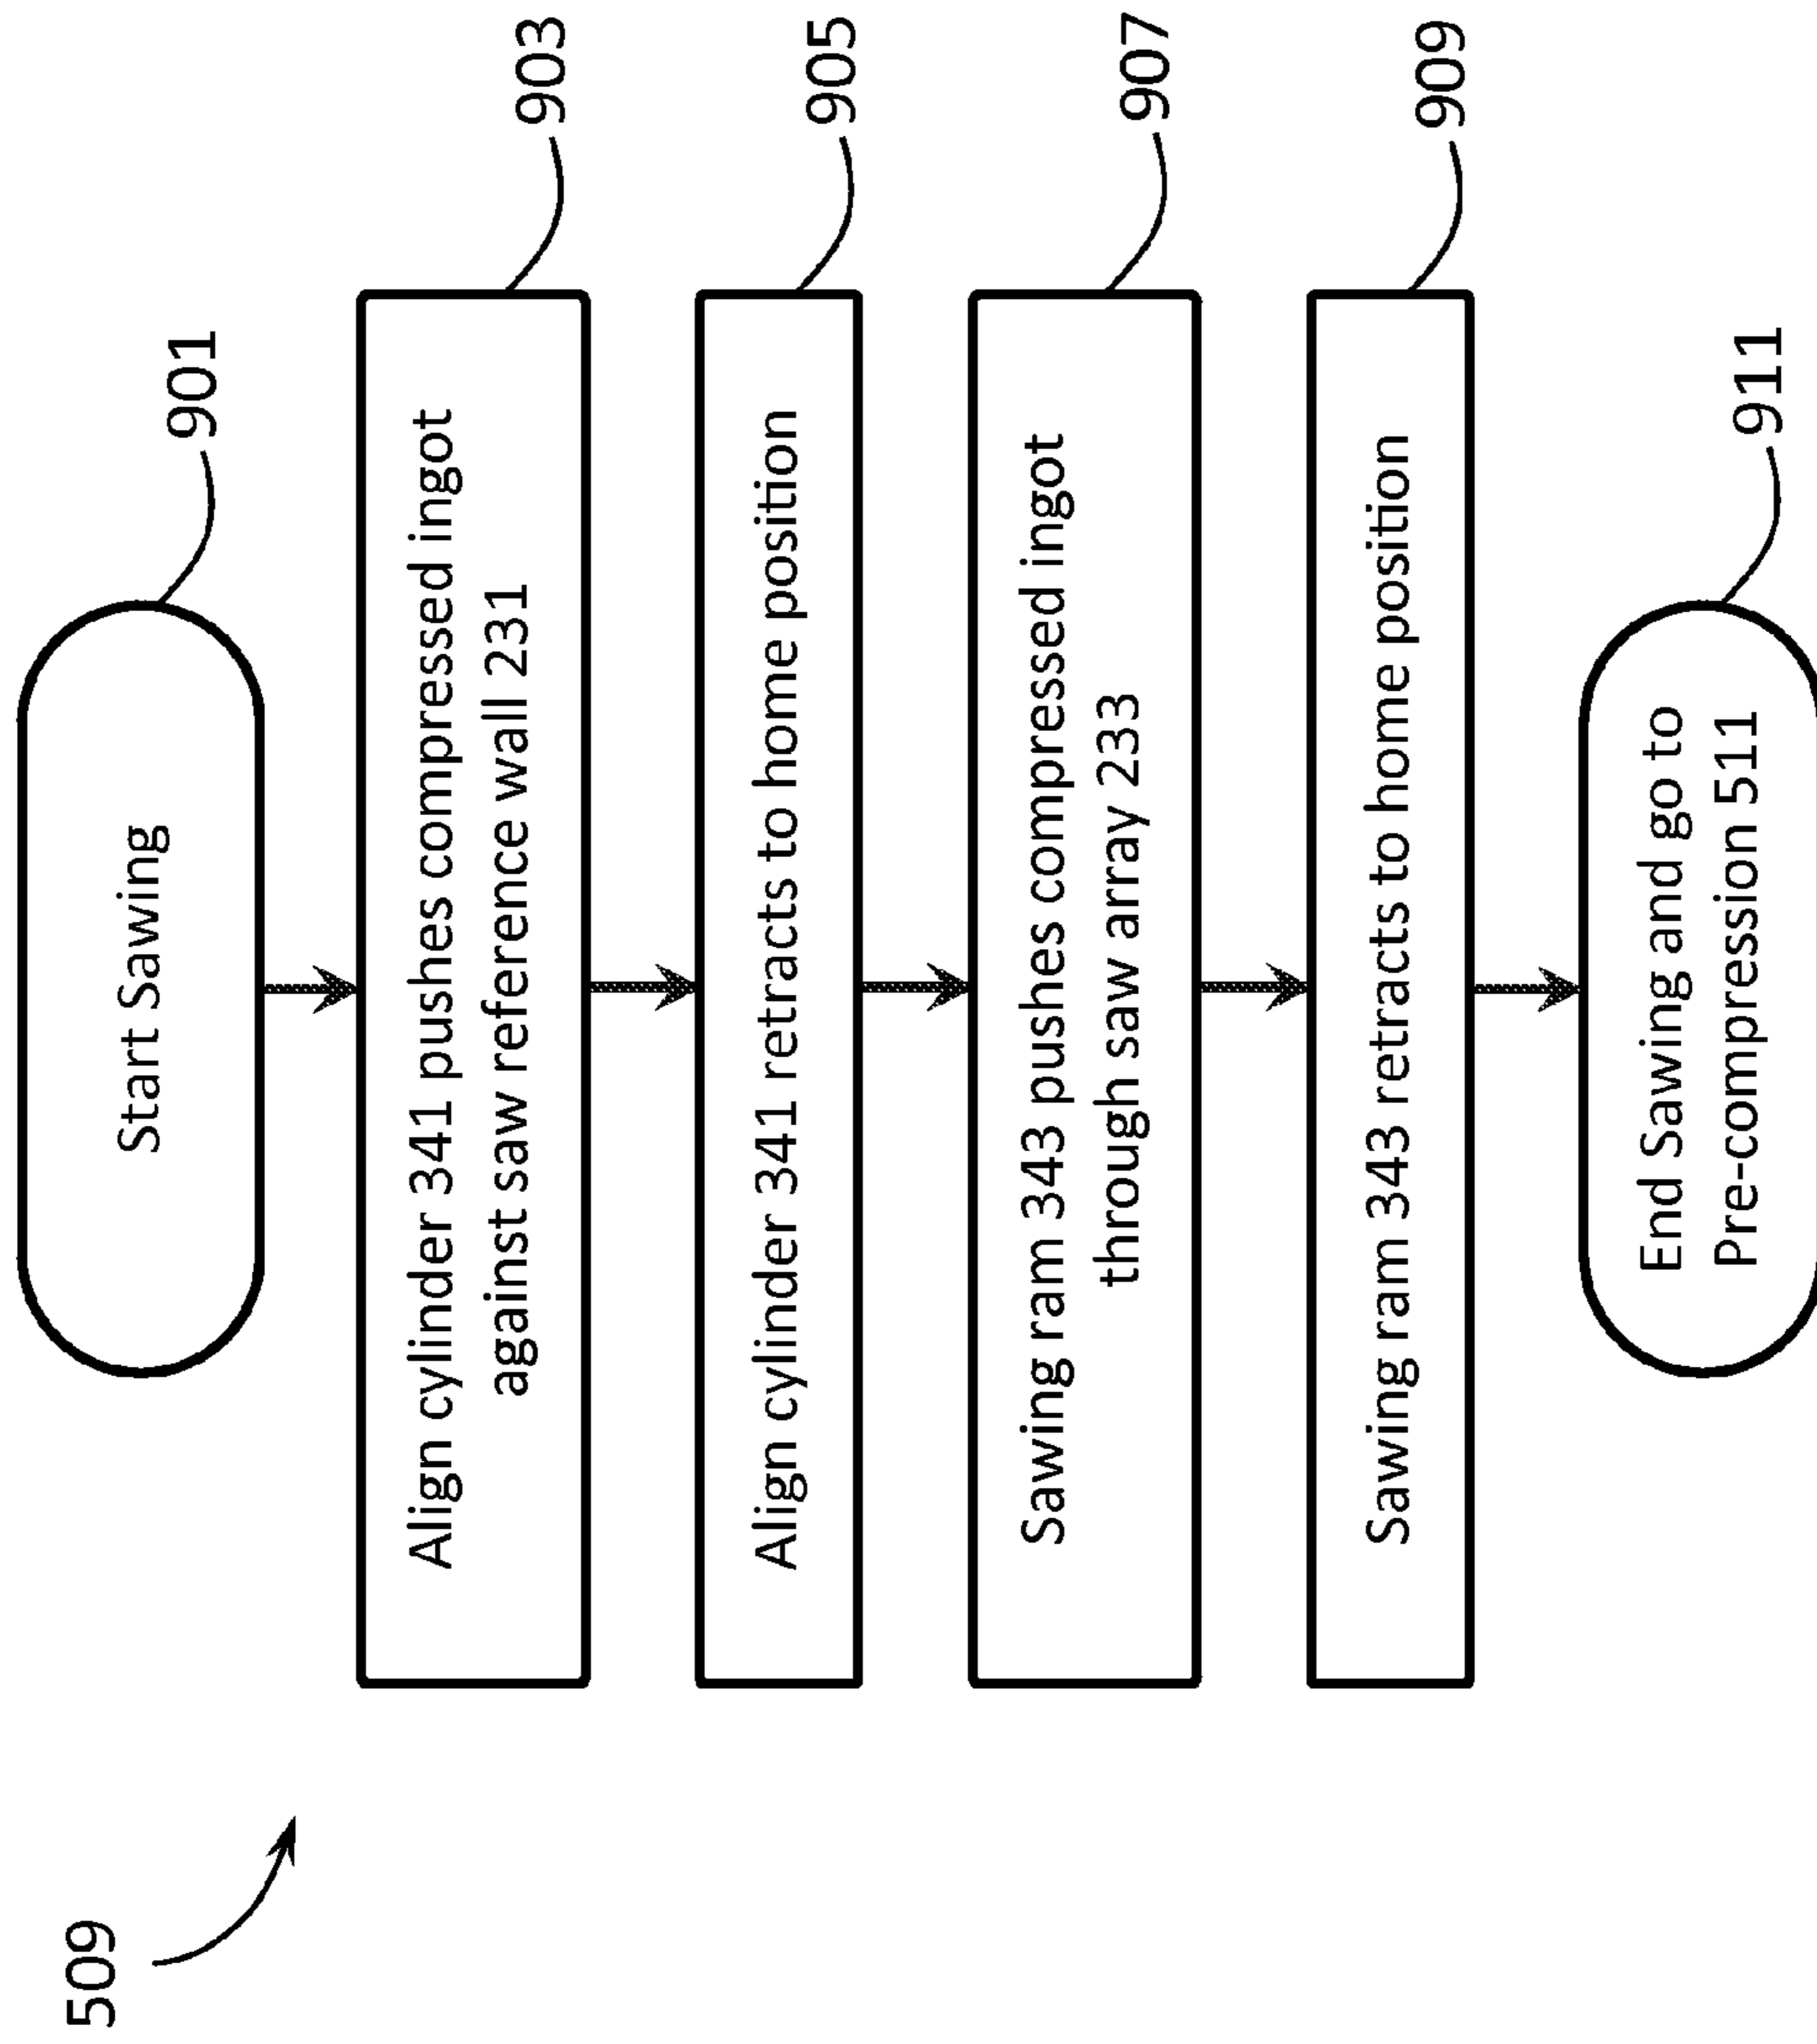 509
Start Sawing
901
Align cylinder 341 pushes compressed ingot
against saw reference wall 231
903
Align cylinder 341 retracts to home position
905
Sawing ram 343 pushes compressed ingot
through saw array 233
907
Sawing ram 343 retracts to home position
909
End Sawing and go to
Pre-compression 511
911